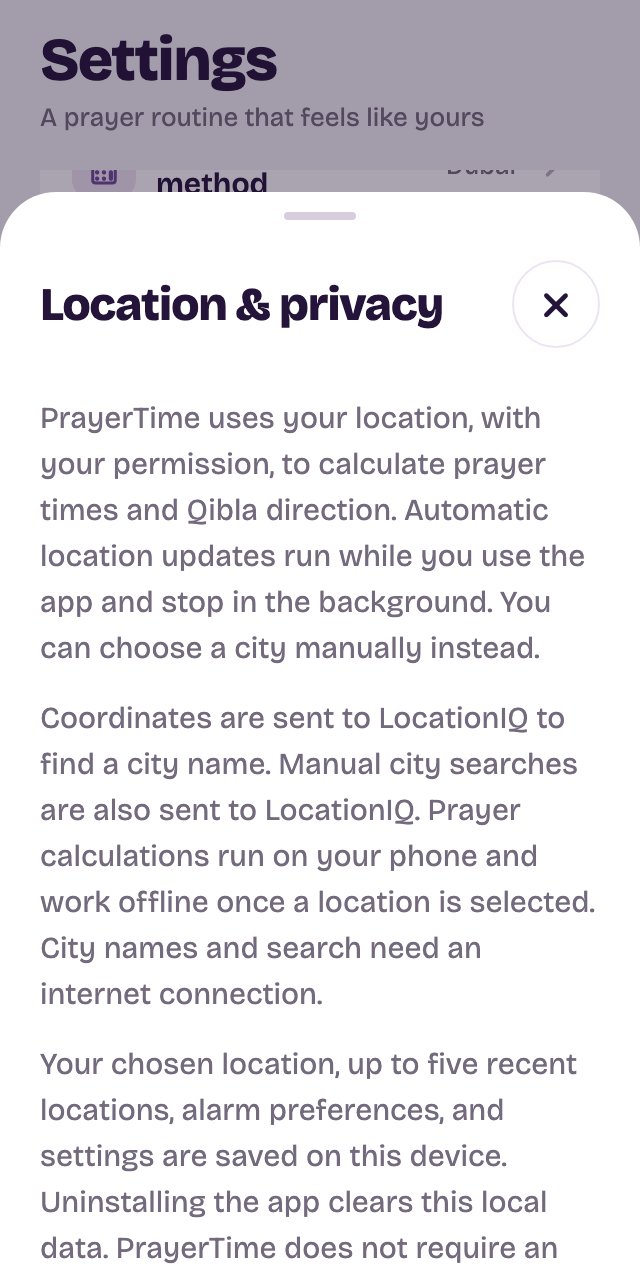 Settings
A prayer routine that feels like yours
method
Dubai
Location & privacy
PrayerTime uses your location, with
your permission, to calculate prayer
times and Qibla direction. Automatic
location updates run while you use the
app and stop in the background. You
can choose a city manually instead.
Coordinates are sent to LocationIQ to
find a city name. Manual city searches
are also sent to LocationIQ. Prayer
calculations run on your phone and
work offline once a location is selected.
City names and search need an
internet connection.
Your chosen location, up to five recent
locations, alarm preferences, and
settings are saved on this device.
Uninstalling the app clears this local
data. PrayerTime does not require an